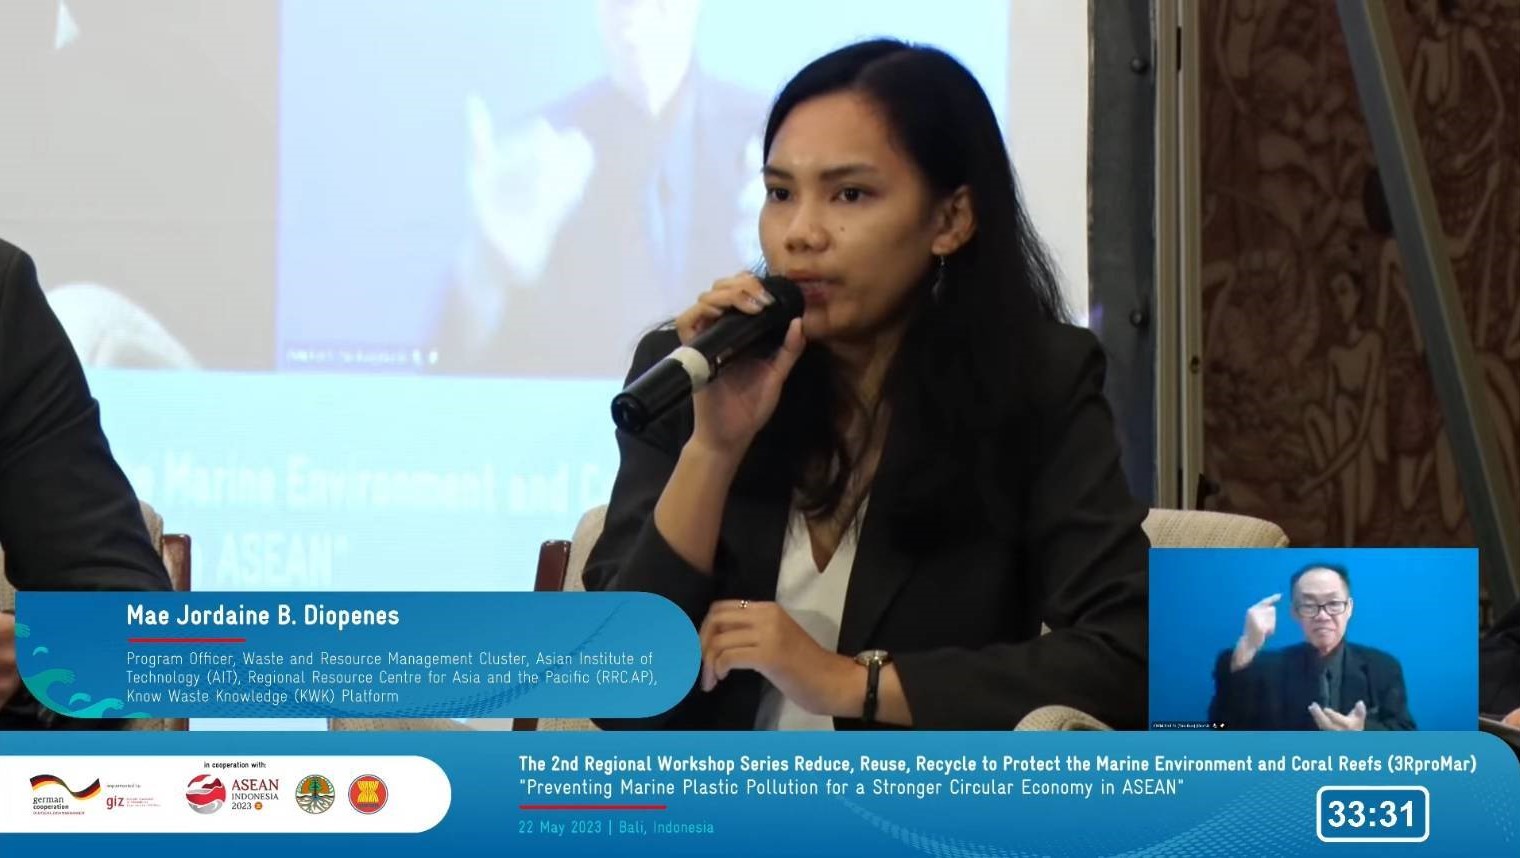 e Marine Environment and C
ASEAN"
Mae Jordaine B. Diopenes
Program Officer, Waste and Resource Management Cluster, Asian Institute of
Technology (AIT), Regional Resource Centre for Asia and the Pacific (RRC.AP),
Know Waste Knowledge (KWK) Platform
in cooperation with:
german
cooperation
implemented by:
giz
ASEAN
INDONESIA
2023
The 2nd Regional Workshop Series Reduce, Reuse, Recycle to Protect the Marine Environment and Coral Reefs (3RproMar)
"Preventing Marine Plastic Pollution for a Stronger Circular Economy in ASEAN"
22 May 2023 | Bali, Indonesia
33:31